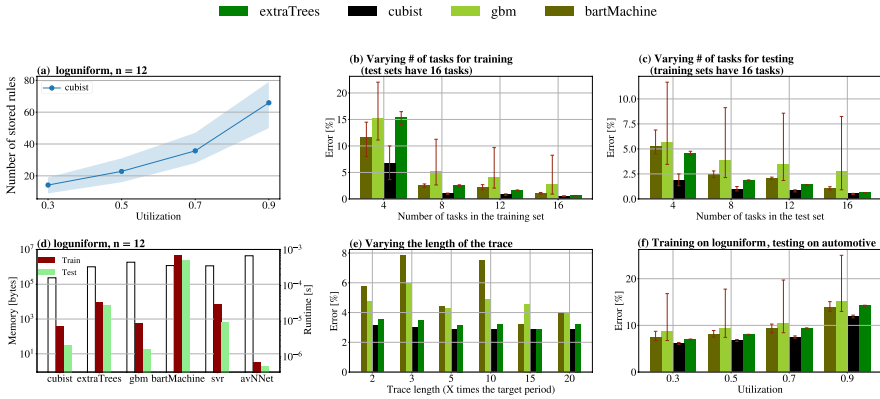 extraTrees cubist gbm bartMachine
(a) loguniform, n = 12
80
60
40
20
Number of stored rules
cubist
0.3 0.5 0.7 0.9
Utilization
(b) Varying # of tasks for training
(test sets have 16 tasks)
20
15
10
5
0
Error [%]
4 8 12 16
Number of tasks in the training set
(c) Varying # of tasks for testing
(training sets have 16 tasks)
10.0
7.5
5.0
2.5
0.0
Error [%]
4 8 12 16
Number of tasks in the test set
(d) loguniform, n = 12
10⁷
10⁵
10³
10¹
Memory (bytes)
Train
Test
10⁻³
10⁻⁴
10⁻⁵
10⁻⁶
Runtime [s]
cubist extraTrees gbm bartMachine svr avNNet
(e) Varying the length of the trace
8
6
4
2
0
Error [%]
2 3 5 10 15 20
Trace length (X times the target period)
(f) Training on loguniform, testing on automotive
20
10
0
Error [%]
0.3 0.5 0.7 0.9
Utilization